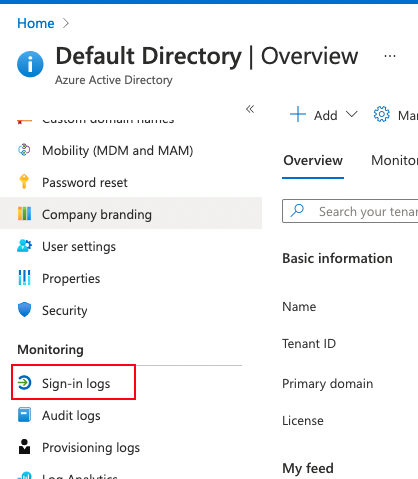 Home
Default Directory | Overview
Azure Active Directory
Custom domain names
Mobility (MDM and MAM)
Password reset
Company branding
User settings
Properties
Security
Monitoring
Sign-in logs
Audit logs
Provisioning logs
Log Analytics
Add
Man
Overview
Monitor
Search your tenan
Basic information
Name
Tenant ID
Primary domain
License
My feed